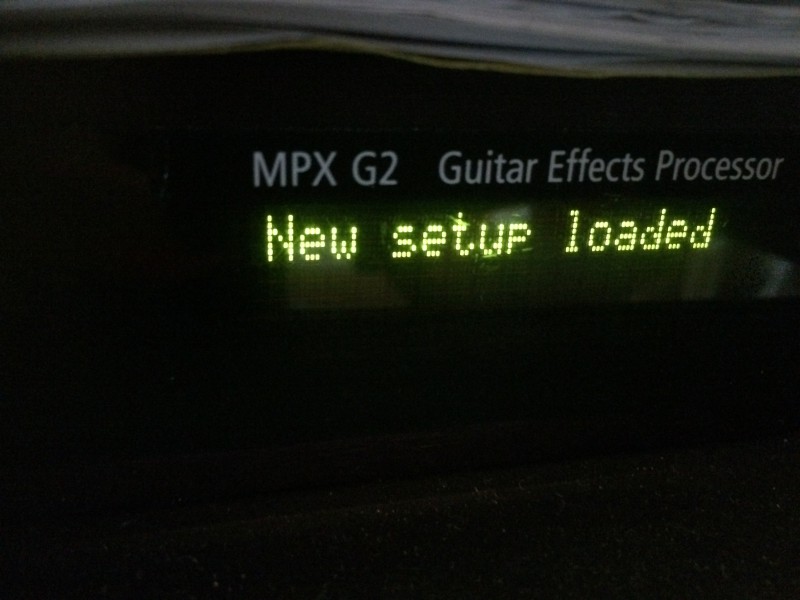 MPX G2 Guitar Effects Processor
New setup loaded